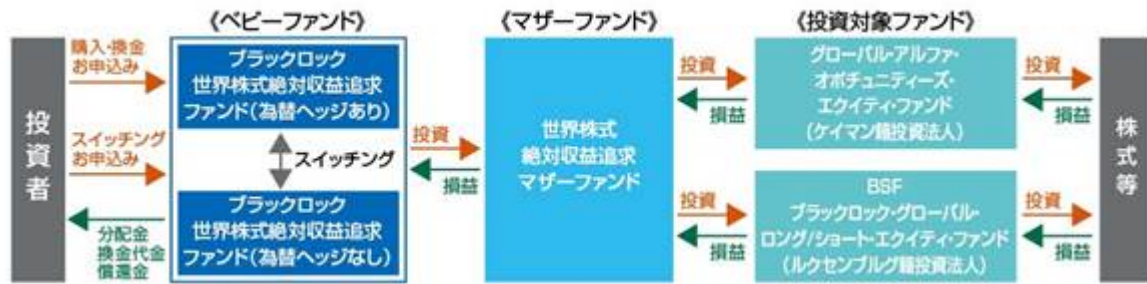 《ベビーファンド》
《マザーファンド》
《投資対象ファンド》
投資者
購入・換金
お申込み
スイッチング
お申込み
分配金
換金代金
償還金
ブラックロック
世界株式絶対収益追求
ファンド(為替ヘッジあり)
スイッチング
ブラックロック
世界株式絶対収益追求
ファンド(為替ヘッジなし)
投資
損益
世界株式
絶対収益追求
マザーファンド
投資
損益
投資
損益
グローバル・アルファ・
オポチュニティーズ・
エクイティ・ファンド
(ケイマン籍投資法人)
BSF
ブラックロック・グローバル・
ロング/ショート・エクイティ・ファンド
(ルクセンブルグ籍投資法人)
投資
損益
投資
損益
株式等